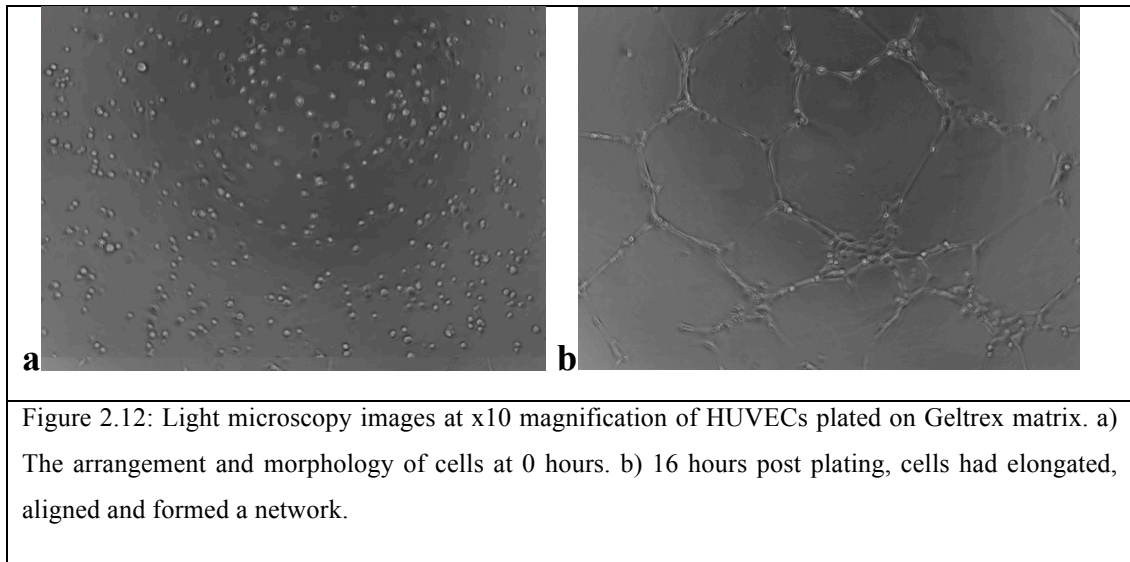 a b
Figure 2.12: Light microscopy images at x10 magnification of HUVECs plated on Geltrex matrix. a)
The arrangement and morphology of cells at 0 hours. b) 16 hours post plating, cells had elongated,
aligned and formed a network.